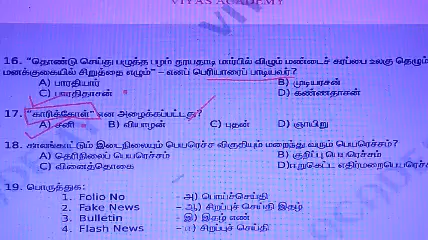 VIYAS ACADEMY
16. "தொண்டு செய்து பழுத்த பழம் தூயதாடி மார்பில் விழும் மண்டைச் சுரப்பை உலகு தொழும்
மனக்குகையில் சிறுத்தை எழும்" – எனப் பெரியாரைப் பாடியவர்?
A) பாரதியார் B) முடியரசன்
C) பாரதிதாசன் D) கண்ணதாசன்
17. "காரிக்கோள்" என அழைக்கப்பட்டது?
A) சனி B) வியாழன் C) புதன் D) ஞாயிறு
18. காலங்காட்டும் இடைநிலையும் பெயரெச்ச விகுதியும் மறைந்து வரும் பெயரெச்சம்?
A) தெரிநிலைப் பெயரெச்சம் B) குறிப்பு பெயரெச்சம்
C) வினைத்தொகை D) ஈறுகெட்ட எதிர்மறைபெயரெச்
19. பொருத்துக:
1. Folio No – அ) பொய்ச்செய்தி
2. Fake News – ஆ) சிறப்புச் செய்தி இதழ்
3. Bulletin – இ) இதழ் எண்
4. Flash News – ஈ) சிறப்புச் செய்தி